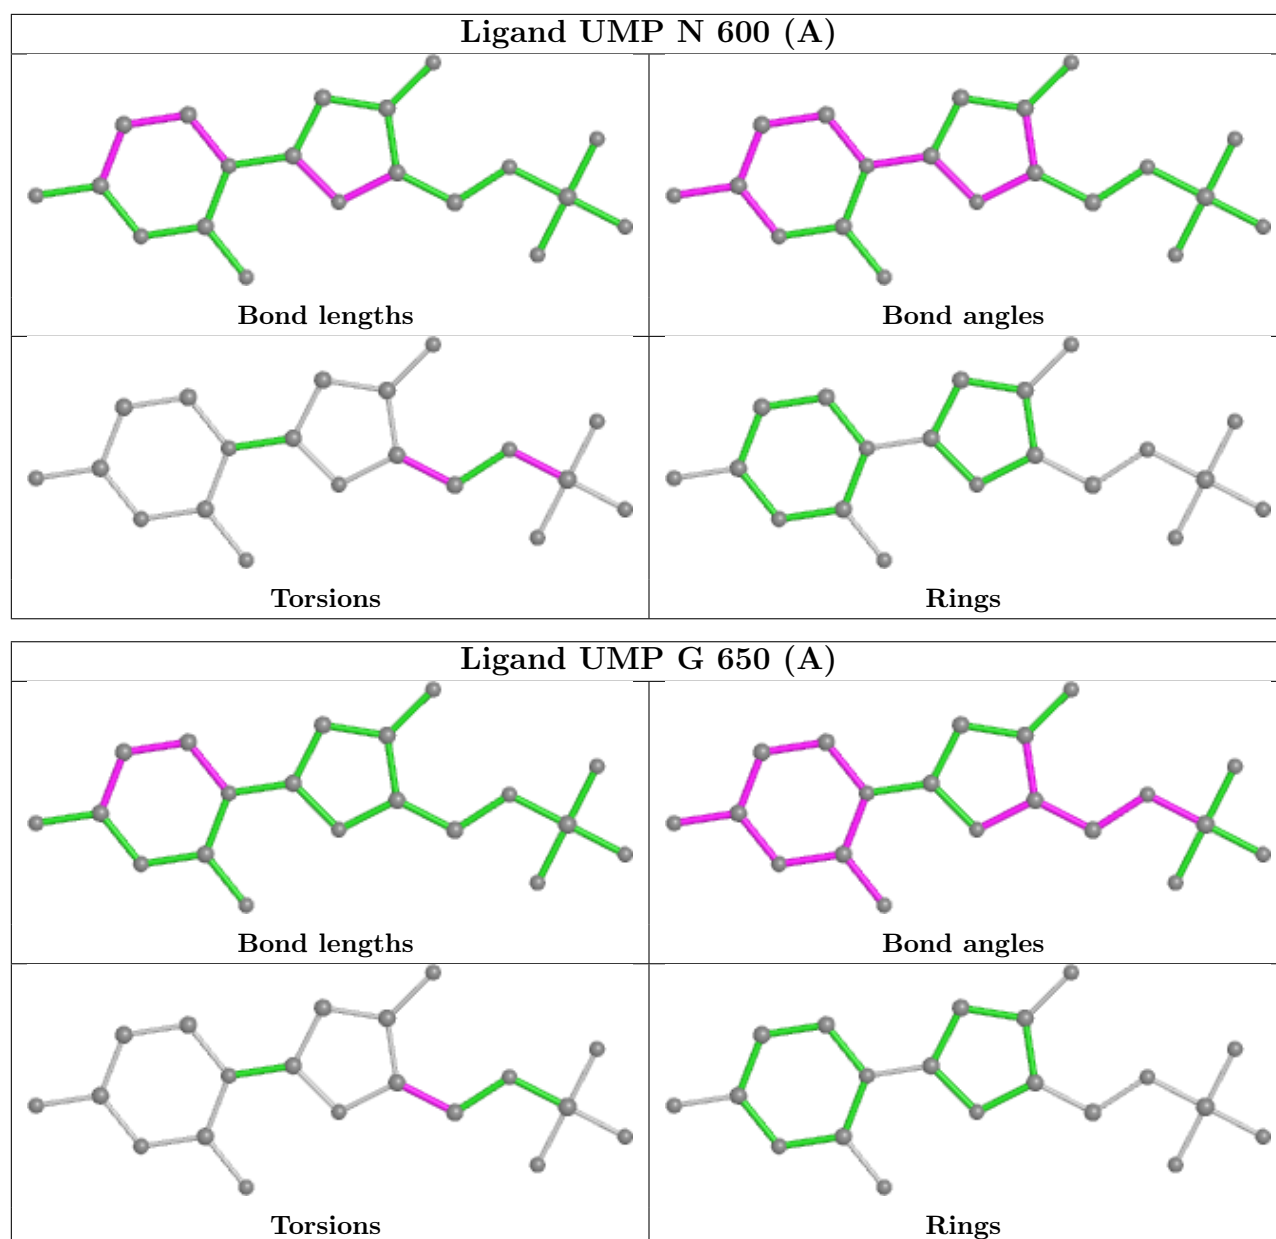 Ligand UMP N 600 (A)
Bond lengths
Bond angles
Torsions
Rings
Ligand UMP G 650 (A)
Bond lengths
Bond angles
Torsions
Rings